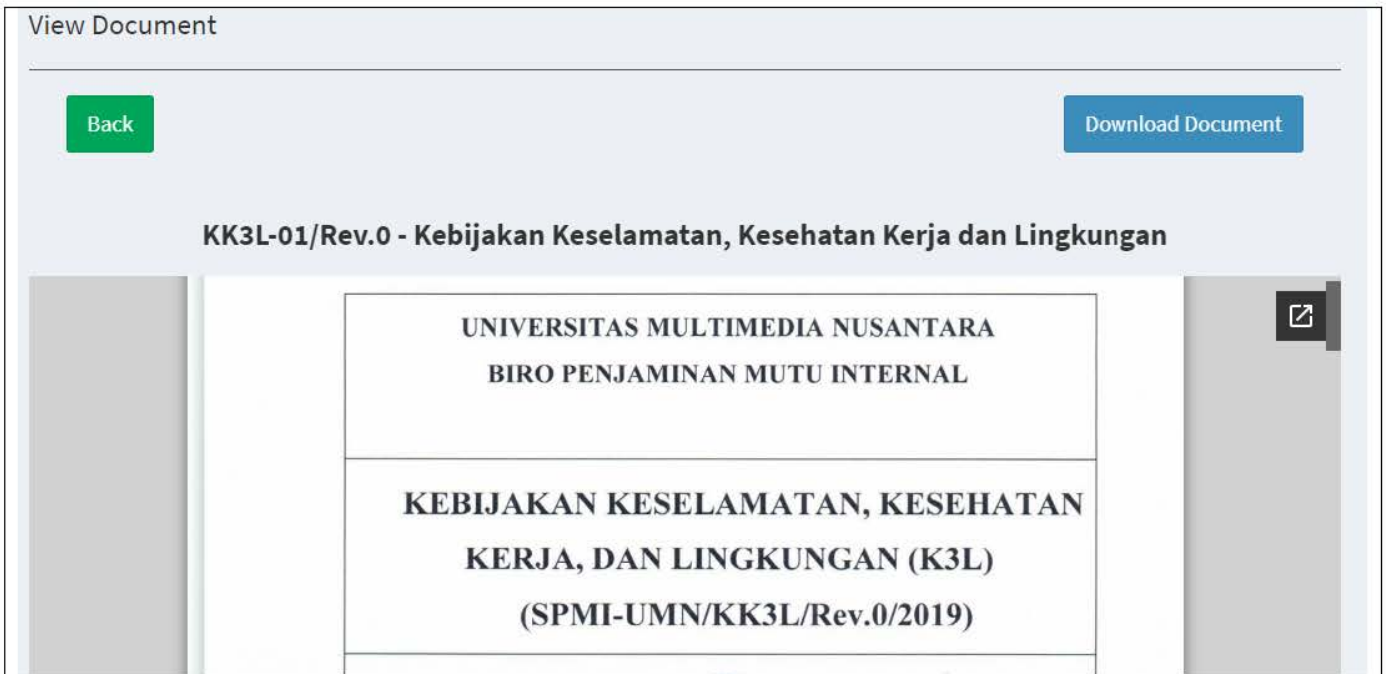 View Document
Back
Download Document
KK3L-01/Rev.0 - Kebijakan Keselamatan, Kesehatan Kerja dan Lingkungan
UNIVERSITAS MULTIMEDIA NUSANTARA
BIRO PENJAMINAN MUTU INTERNAL
KEBIJAKAN KESELAMATAN, KESEHATAN
KERJA, DAN LINGKUNGAN (K3L)
(SPMI-UMN/KK3L/Rev.0/2019)